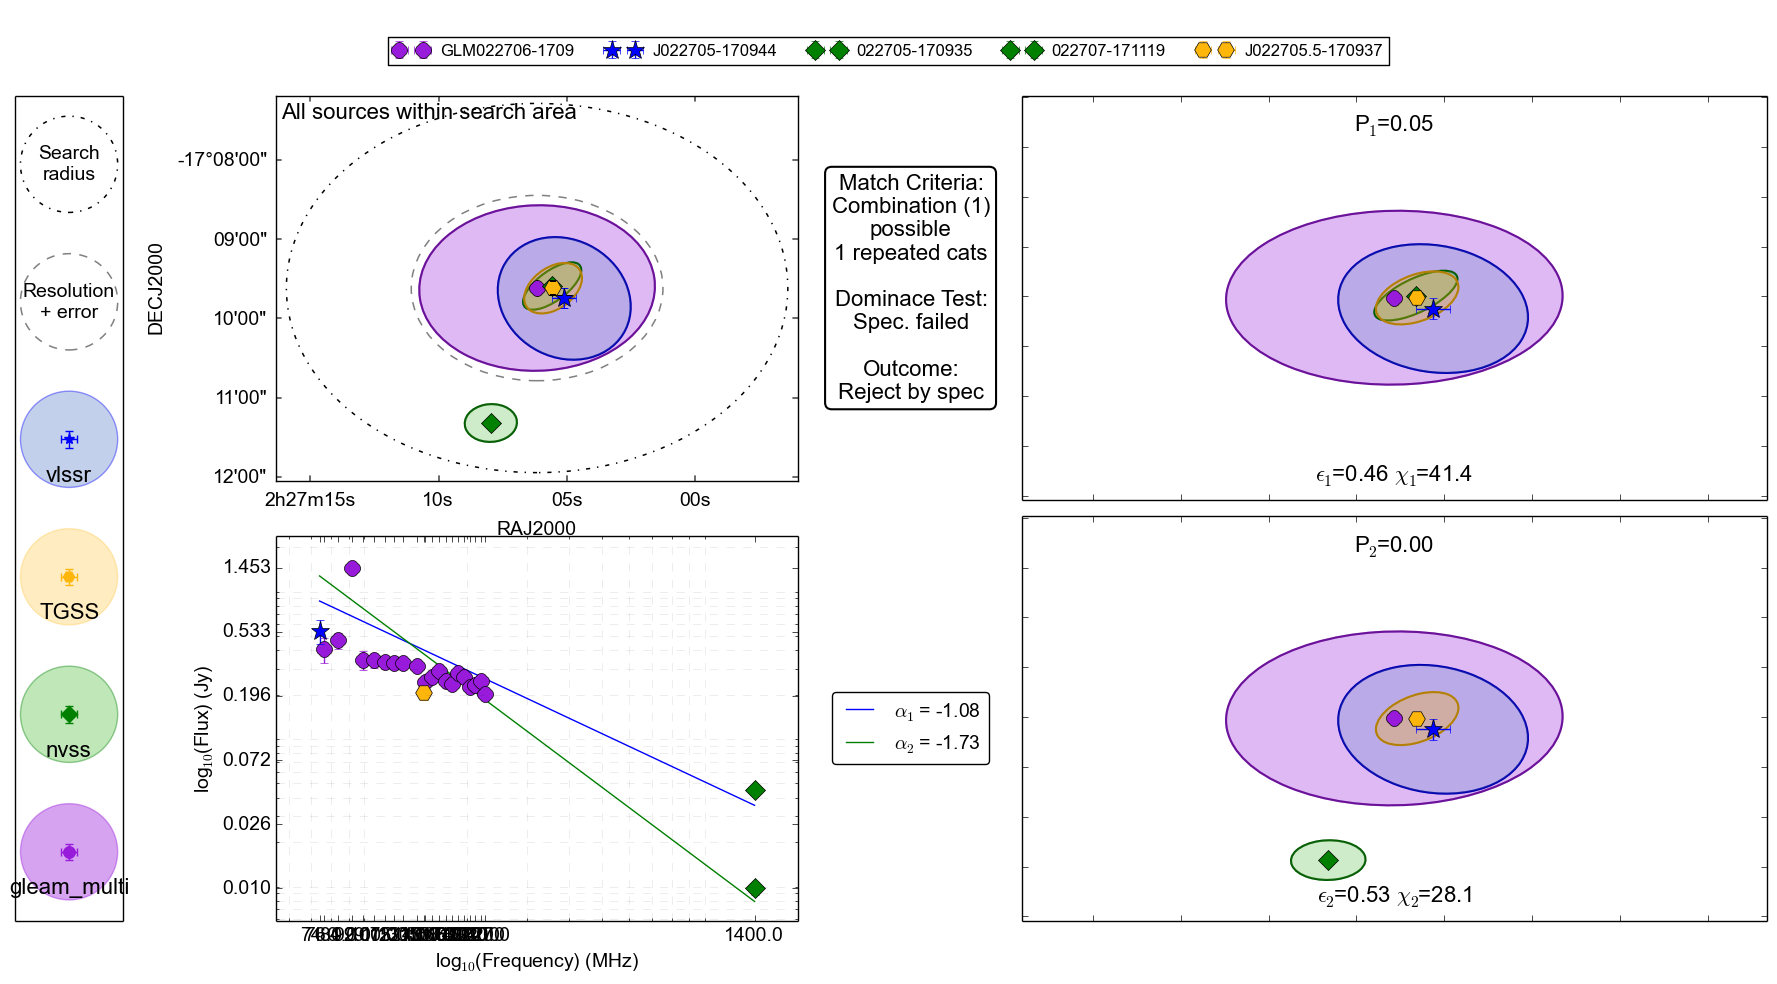 GLM022706-1709 J022705-170944 022705-170935 022707-171119 J022705.5-170937
Search
radius
Resolution
+ error
vlssr
TGSS
nvss
gleam_multi
All sources within search area
DECJ2000
-17°08'00"
09'00"
10'00"
11'00"
12'00"
2h27m15s 10s 05s 00s
RAJ2000
Match Criteria:
Combination (1)
possible
1 repeated cats
Dominace Test:
Spec. failed
Outcome:
Reject by spec
P₁=0.05
ε₁=0.46 χ₁=41.4
log₁₀(Flux) (Jy)
1.453
0.533
0.196
0.072
0.026
0.010
1400.0
log₁₀(Frequency) (MHz)
α₁ = -1.08
α₂ = -1.73
P₂=0.00
ε₂=0.53 χ₂=28.1